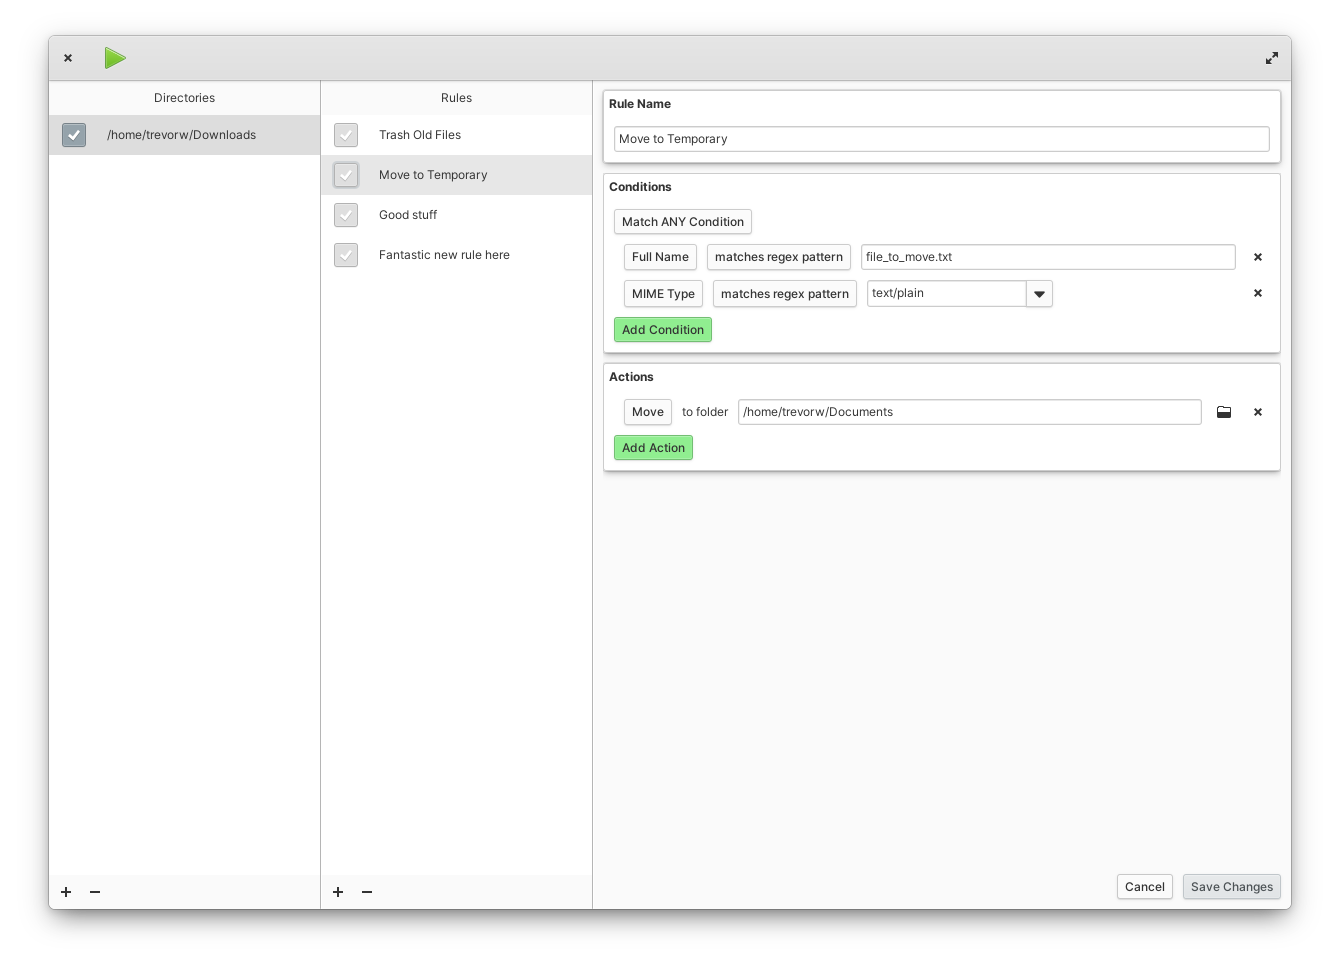 Directories
Rules
/home/trevorw/Downloads
Trash Old Files
Move to Temporary
Good stuff
Fantastic new rule here
Rule Name
Move to Temporary
Conditions
Match ANY Condition
Full Name matches regex pattern file_to_move.txt
MIME Type matches regex pattern text/plain
Add Condition
Actions
Move to folder /home/trevorw/Documents
Add Action
Cancel Save Changes